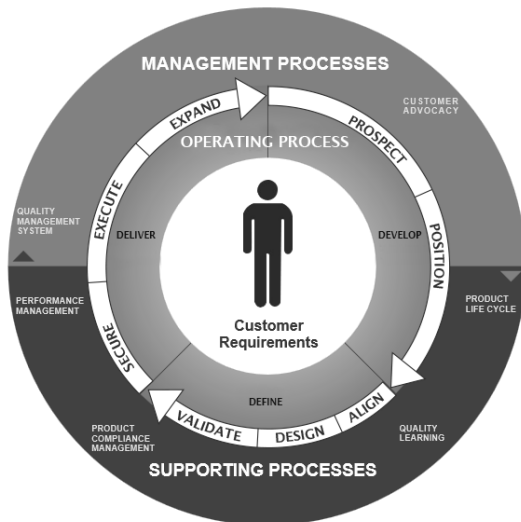 MANAGEMENT PROCESSES
CUSTOMER
ADVOCACY
EXPAND
PROSPECT
OPERATING PROCESS
EXECUTE
POSITION
QUALITY
MANAGEMENT
SYSTEM
DELIVER
DEVELOP
PERFORMANCE
MANAGEMENT
PRODUCT
LIFE CYCLE
Customer
Requirements
SECURE
DEFINE
ALIGN
VALIDATE
DESIGN
PRODUCT
COMPLIANCE
MANAGEMENT
QUALITY
LEARNING
SUPPORTING PROCESSES